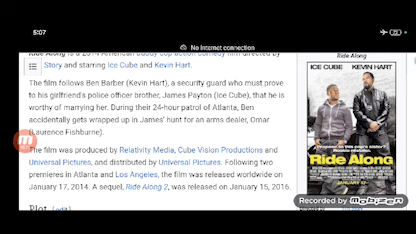 5:07
No internet connection
Ride Along is a 2014 American buddy cop action comedy film directed by
Story and starring Ice Cube and Kevin Hart.
The film follows Ben Barber (Kevin Hart), a security guard who must prove
to his girlfriend's police officer brother, James Payton (Ice Cube), that he is
worthy of marrying her. During their 24-hour patrol of Atlanta, Ben
accidentally gets wrapped up in James' hunt for an arms dealer, Omar
(Laurence Fishburne).
The film was produced by Relativity Media, Cube Vision Productions and
Universal Pictures, and distributed by Universal Pictures. Following two
premieres in Atlanta and Los Angeles, the film was released worldwide on
January 17, 2014. A sequel, Ride Along 2, was released on January 15, 2016.
Plot
Ride Along
ICE CUBE KEVIN HART
Ride Along
JANUARY 17
Recorded by Mobizen